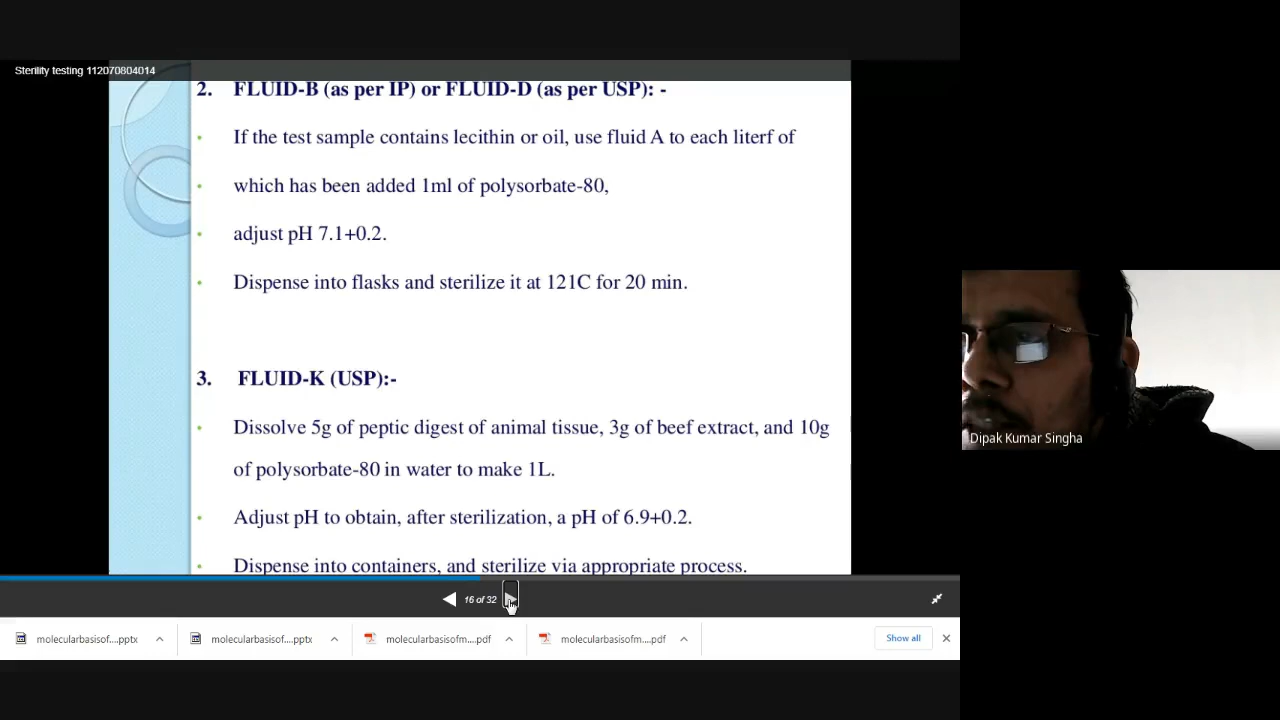 Sterility testing 112070804014
2. FLUID-B (as per IP) or FLUID-D (as per USP): -
• If the test sample contains lecithin or oil, use fluid A to each literf of
• which has been added 1ml of polysorbate-80,
• adjust pH 7.1+0.2.
• Dispense into flasks and sterilize it at 121C for 20 min.
3. FLUID-K (USP):-
• Dissolve 5g of peptic digest of animal tissue, 3g of beef extract, and 10g
of polysorbate-80 in water to make 1L.
• Adjust pH to obtain, after sterilization, a pH of 6.9+0.2.
• Dispense into containers, and sterilize via appropriate process.
16 of 32
molecularbasisof....pptx
molecularbasisof....pptx
molecularbasisofm....pdf
molecularbasisofm....pdf
Show all
Dipak Kumar Singha